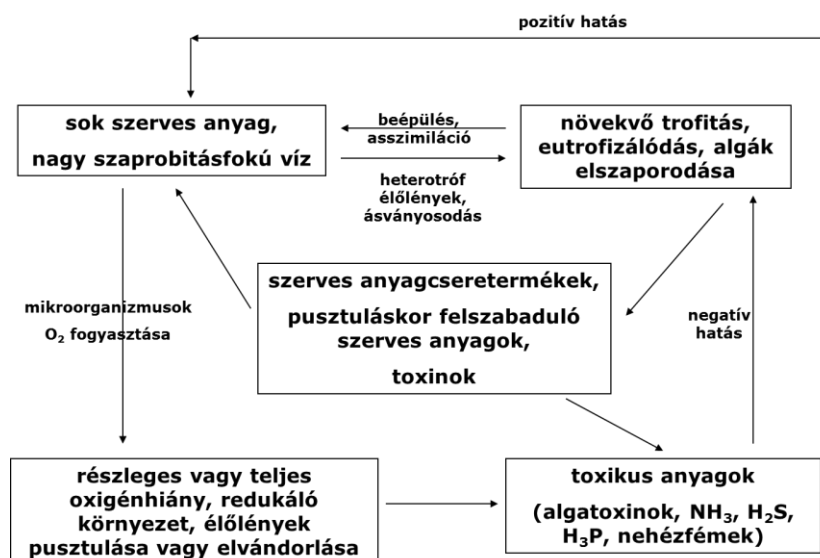 pozitív hatás
sok szerves anyag,
nagy szaprobitásfokú víz
beépülés,
asszimiláció
heterotróf
élőlények,
ásványosodás
növekvő trofitás,
eutrofizálódás, algák
elszaporodása
szerves anyagcseretermékek,
pusztuláskor felszabaduló
szerves anyagok,
toxinok
mikroorganizmusok
O₂ fogyasztása
negatív
hatás
részleges vagy teljes
oxigénhiány, redukáló
környezet, élőlények
pusztulása vagy elvándorlása
toxikus anyagok
(algatoxinok, NH₃, H₂S,
H₃P, nehézfémek)